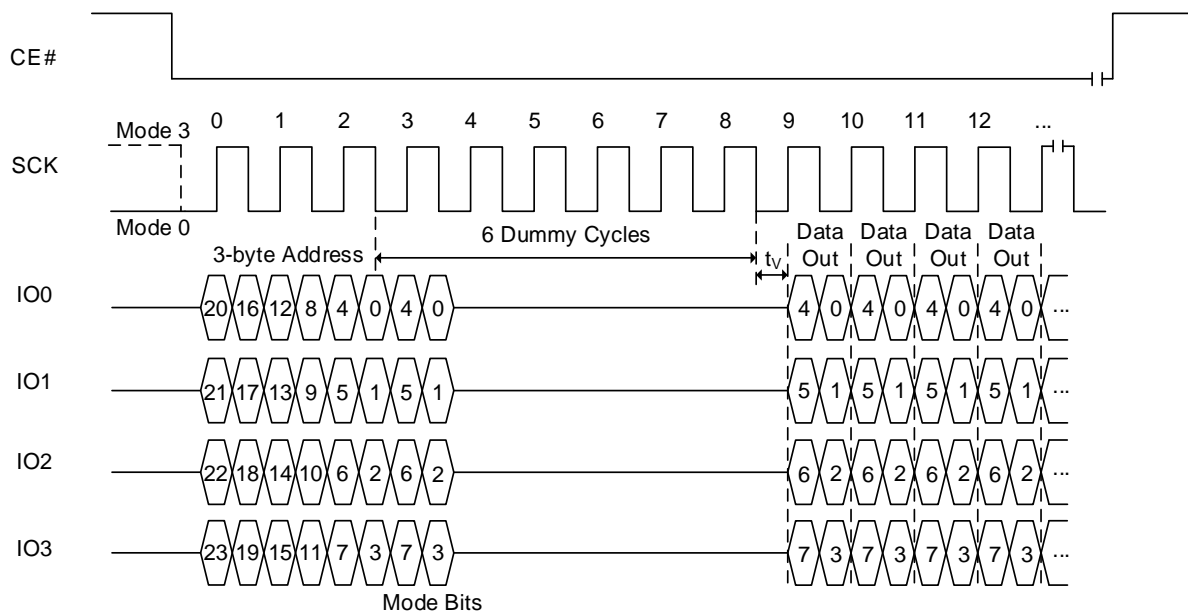 CE#
0 1 2 3 4 5 6 7 8 9 10 11 12 ...
Mode 3
SCK
Mode 0
6 Dummy Cycles
Data Out Data Out Data Out Data Out
3-byte Address
tV
IO0 20 16 12 8 4 0 4 0 4 0 4 0 4 0 4 0 ...
IO1 21 17 13 9 5 1 5 1 5 1 5 1 5 1 5 1 ...
IO2 22 18 14 10 6 2 6 2 6 2 6 2 6 2 6 2 ...
IO3 23 19 15 11 7 3 7 3 7 3 7 3 7 3 7 3 ...
Mode Bits